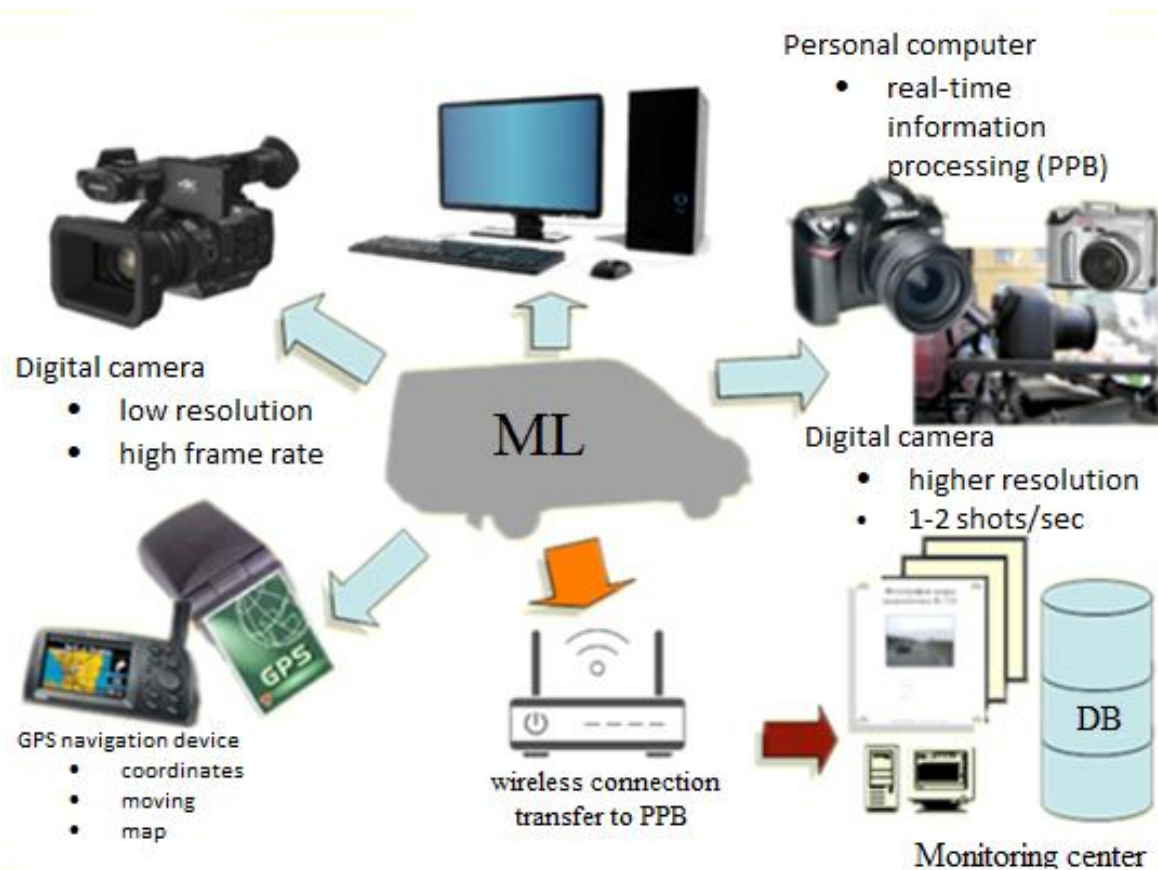 Personal computer
• real-time
information
processing (PPB)
Digital camera
• low resolution
• high frame rate
ML
Digital camera
• higher resolution
• 1-2 shots/sec
GPS
GPS navigation device
• coordinates
• moving
• map
wireless connection
transfer to PPB
DB
Monitoring center